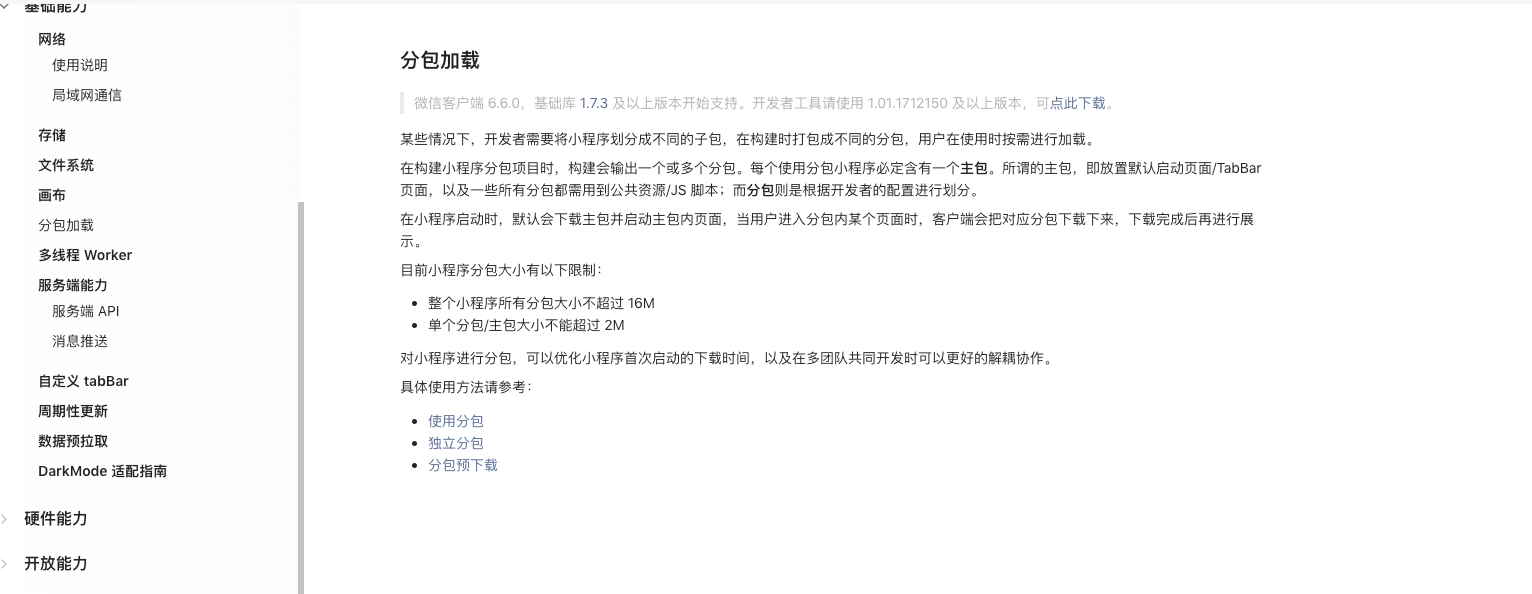 基础能力
网络
使用说明
局域网通信
存储
文件系统
画布
分包加载
多线程 Worker
服务端能力
服务端 API
消息推送
自定义 tabBar
周期性更新
数据预拉取
DarkMode 适配指南
硬件能力
开放能力
分包加载
微信客户端 6.6.0，基础库 1.7.3 及以上版本开始支持。开发者工具请使用 1.01.1712150 及以上版本，可点此下载。
某些情况下，开发者需要将小程序划分成不同的子包，在构建时打包成不同的分包，用户在使用时按需进行加载。
在构建小程序分包项目时，构建会输出一个或多个分包。每个使用分包小程序必定含有一个主包。所谓的主包，即放置默认启动页面/TabBar
页面，以及一些所有分包都需用到公共资源/JS 脚本；而分包则是根据开发者的配置进行划分。
在小程序启动时，默认会下载主包并启动主包内页面，当用户进入分包内某个页面时，客户端会把对应分包下载下来，下载完成后再进行展
示。
目前小程序分包大小有以下限制：
• 整个小程序所有分包大小不超过 16M
• 单个分包/主包大小不能超过 2M
对小程序进行分包，可以优化小程序首次启动的下载时间，以及在多团队共同开发时可以更好的解耦协作。
具体使用方法请参考：
• 使用分包
• 独立分包
• 分包预下载